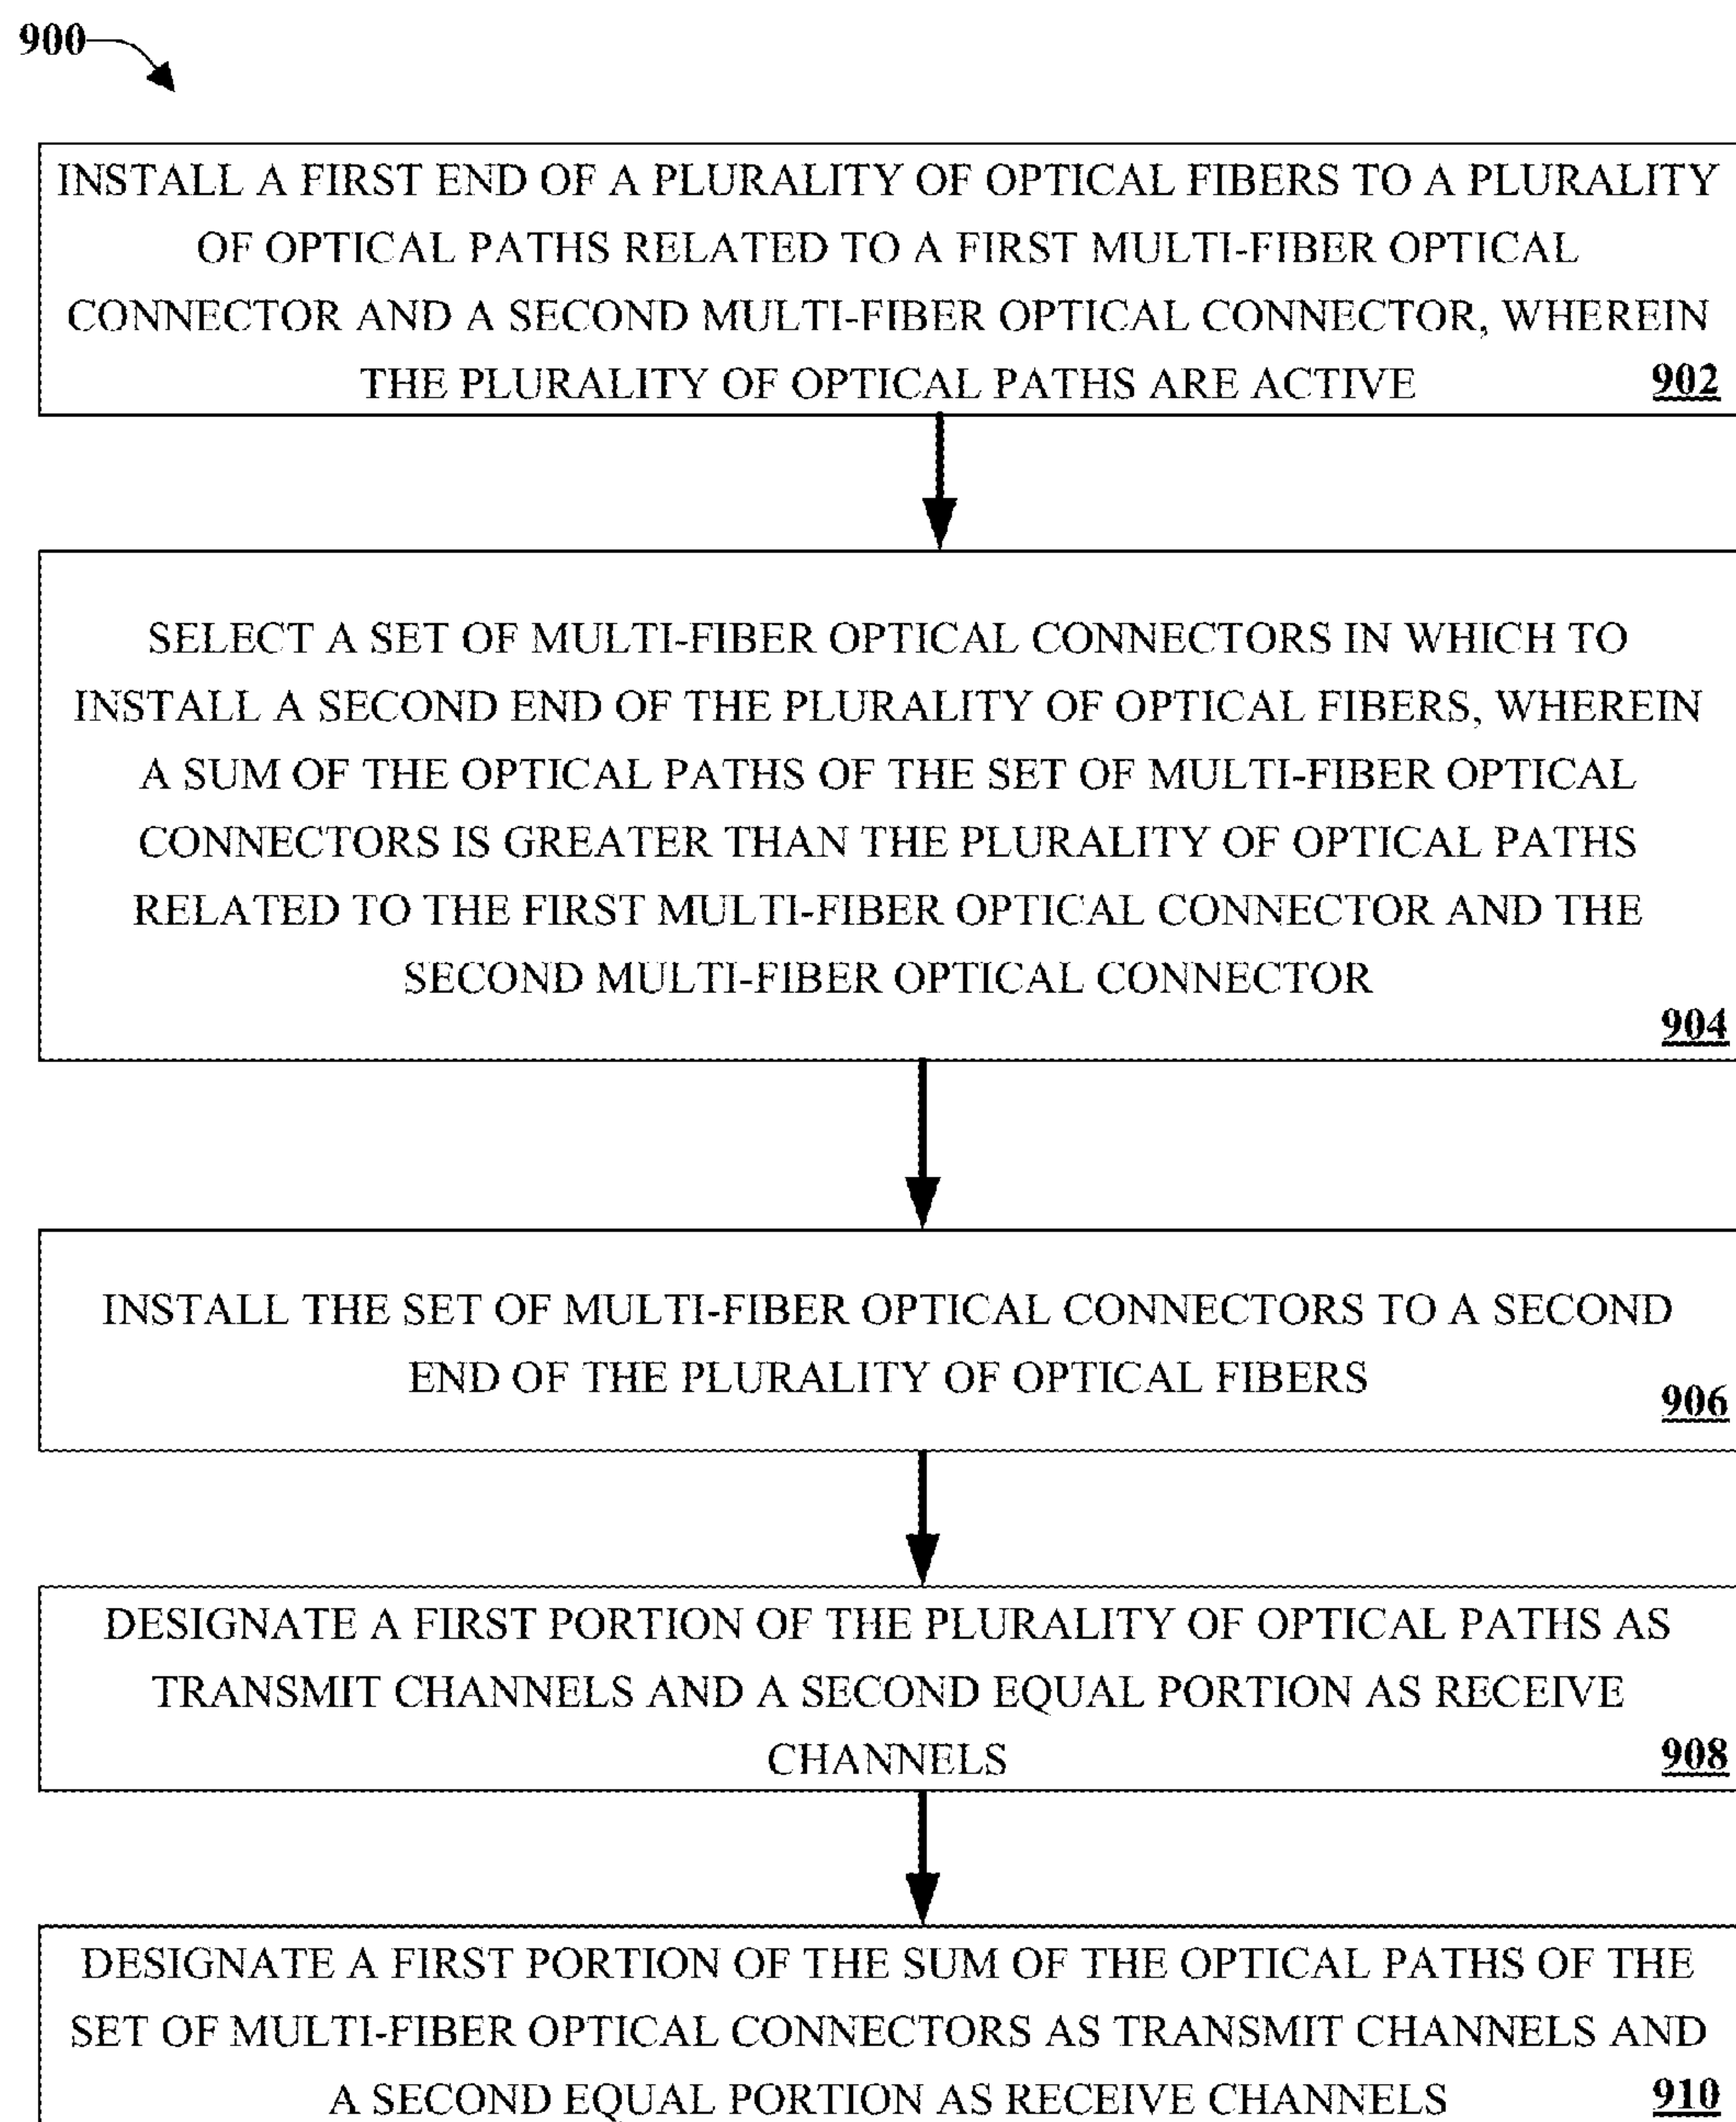 900
INSTALL A FIRST END OF A PLURALITY OF OPTICAL FIBERS TO A PLURALITY
OF OPTICAL PATHS RELATED TO A FIRST MULTI-FIBER OPTICAL
CONNECTOR AND A SECOND MULTI-FIBER OPTICAL CONNECTOR, WHEREIN
THE PLURALITY OF OPTICAL PATHS ARE ACTIVE
902
SELECT A SET OF MULTI-FIBER OPTICAL CONNECTORS IN WHICH TO
INSTALL A SECOND END OF THE PLURALITY OF OPTICAL FIBERS, WHEREIN
A SUM OF THE OPTICAL PATHS OF THE SET OF MULTI-FIBER OPTICAL
CONNECTORS IS GREATER THAN THE PLURALITY OF OPTICAL PATHS
RELATED TO THE FIRST MULTI-FIBER OPTICAL CONNECTOR AND THE
SECOND MULTI-FIBER OPTICAL CONNECTOR
904
INSTALL THE SET OF MULTI-FIBER OPTICAL CONNECTORS TO A SECOND
END OF THE PLURALITY OF OPTICAL FIBERS
906
DESIGNATE A FIRST PORTION OF THE PLURALITY OF OPTICAL PATHS AS
TRANSMIT CHANNELS AND A SECOND EQUAL PORTION AS RECEIVE
CHANNELS
908
DESIGNATE A FIRST PORTION OF THE SUM OF THE OPTICAL PATHS OF THE
SET OF MULTI-FIBER OPTICAL CONNECTORS AS TRANSMIT CHANNELS AND
A SECOND EQUAL PORTION AS RECEIVE CHANNELS
910